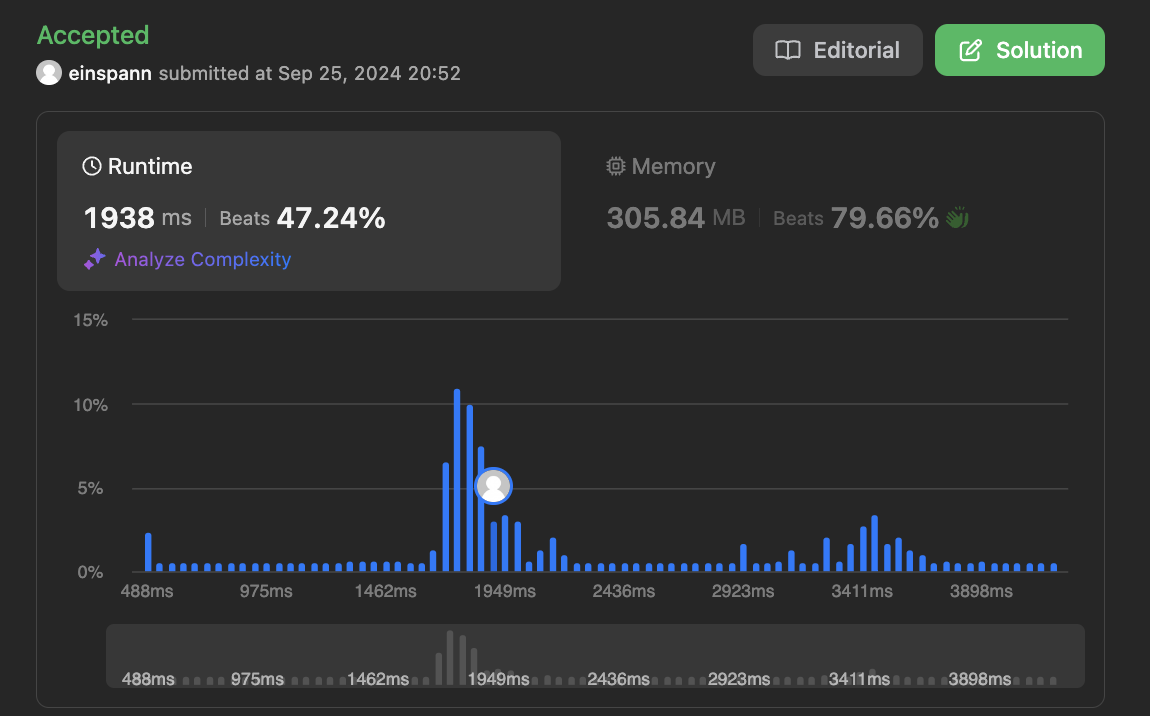 Accepted
Editorial
Solution
einspann submitted at Sep 25, 2024 20:52
Runtime
1938 ms | Beats 47.24%
Analyze Complexity
Memory
305.84 MB | Beats 79.66%
15%
10%
5%
0%
488ms 975ms 1462ms 1949ms 2436ms 2923ms 3411ms 3898ms
488ms 975ms 1462ms 1949ms 2436ms 2923ms 3411ms 3898ms